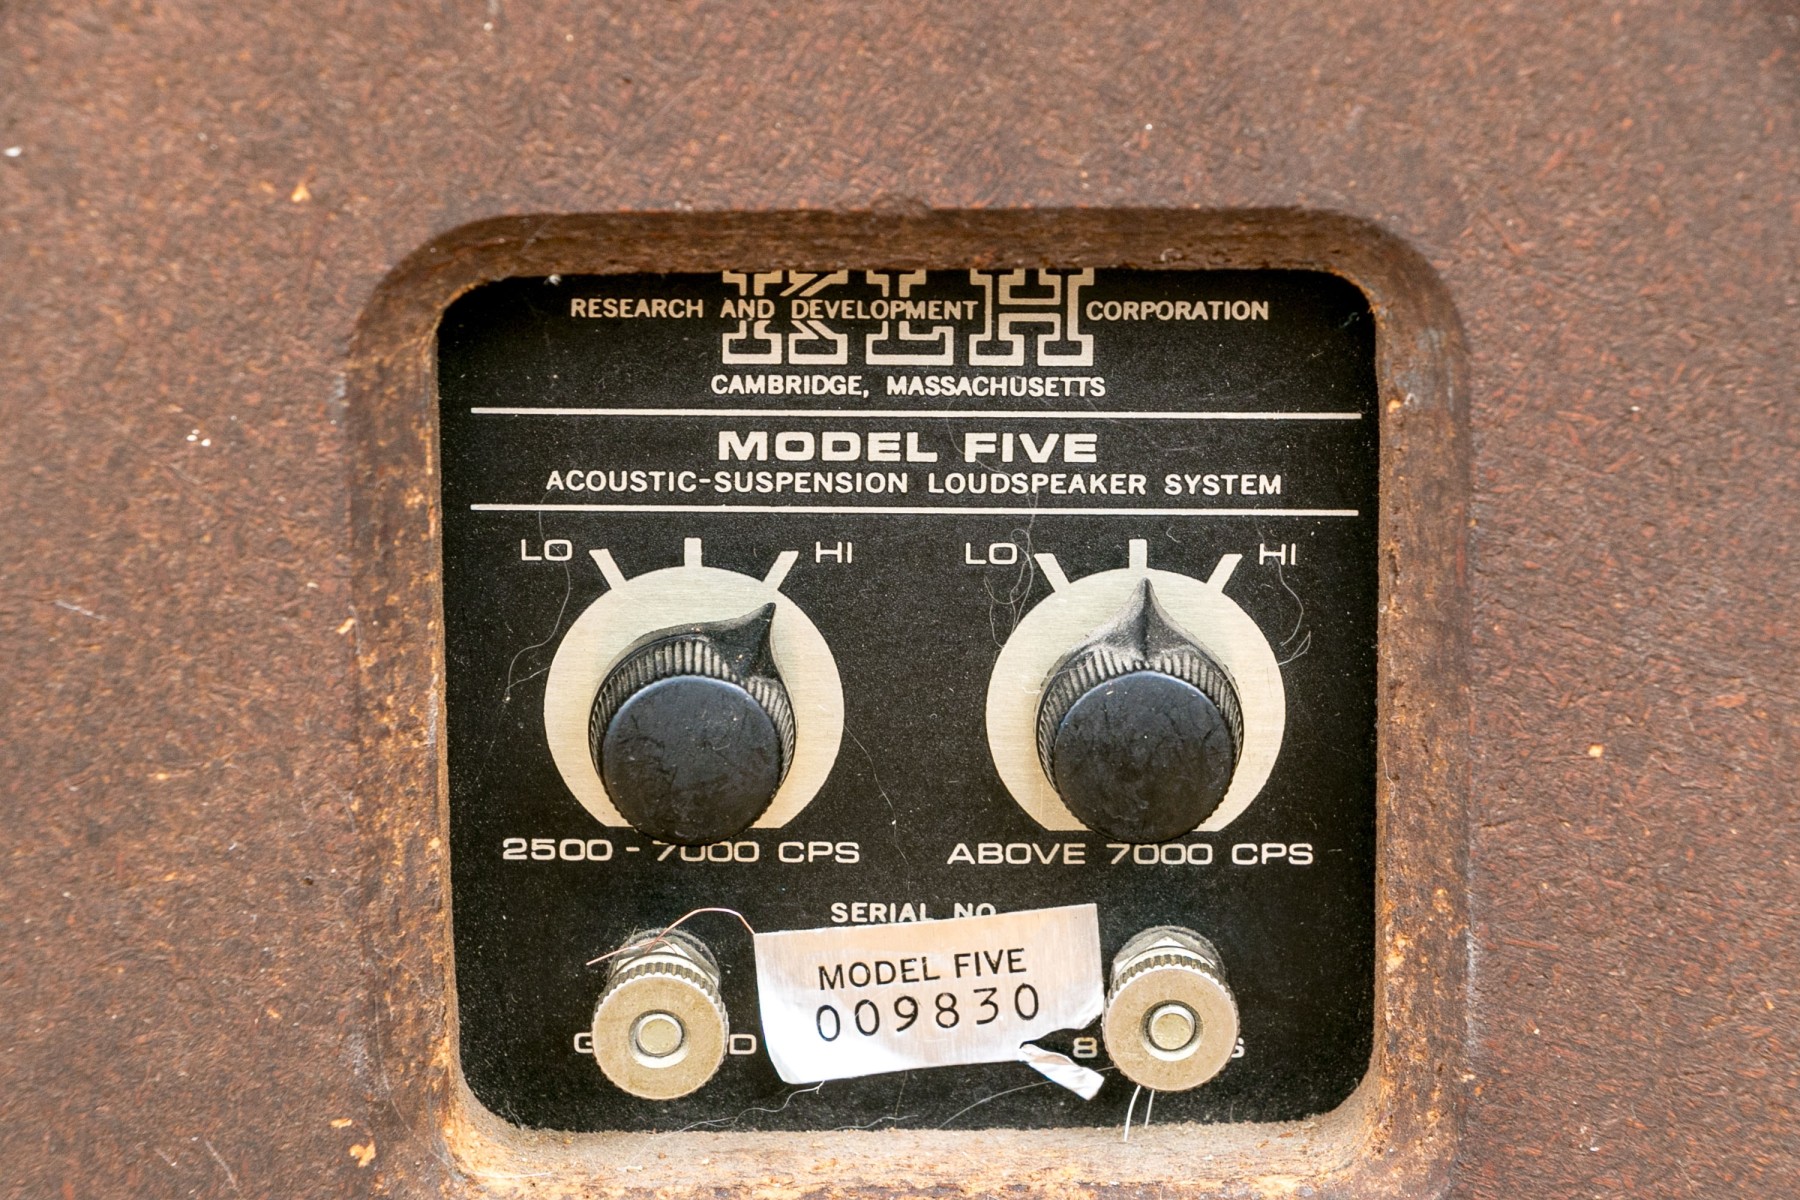 KLH
RESEARCH AND DEVELOPMENT CORPORATION
CAMBRIDGE, MASSACHUSETTS
MODEL FIVE
ACOUSTIC-SUSPENSION LOUDSPEAKER SYSTEM
LO HI LO HI
2500 - 7000 CPS ABOVE 7000 CPS
SERIAL NO.
MODEL FIVE
009830
8